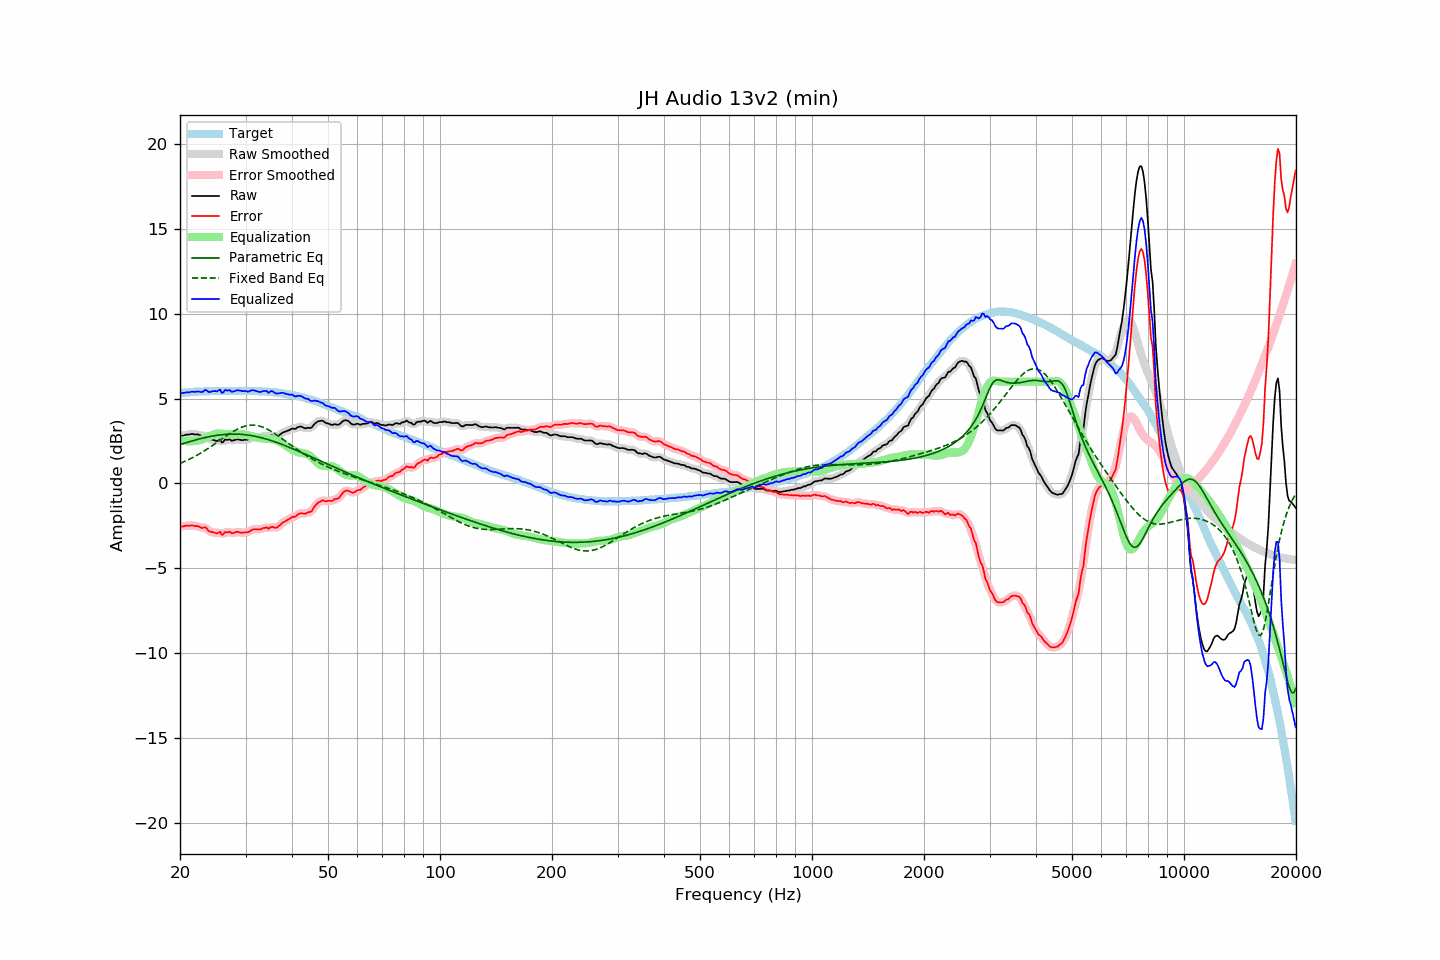 JH Audio 13v2 (min)
Target
Raw Smoothed
Error Smoothed
Raw
Error
Equalization
Parametric Eq
Fixed Band Eq
Equalized
20
15
10
5
0
−5
−10
−15
−20
Amplitude (dBr)
20
50
100
200
500
1000
2000
5000
10000
20000
Frequency (Hz)